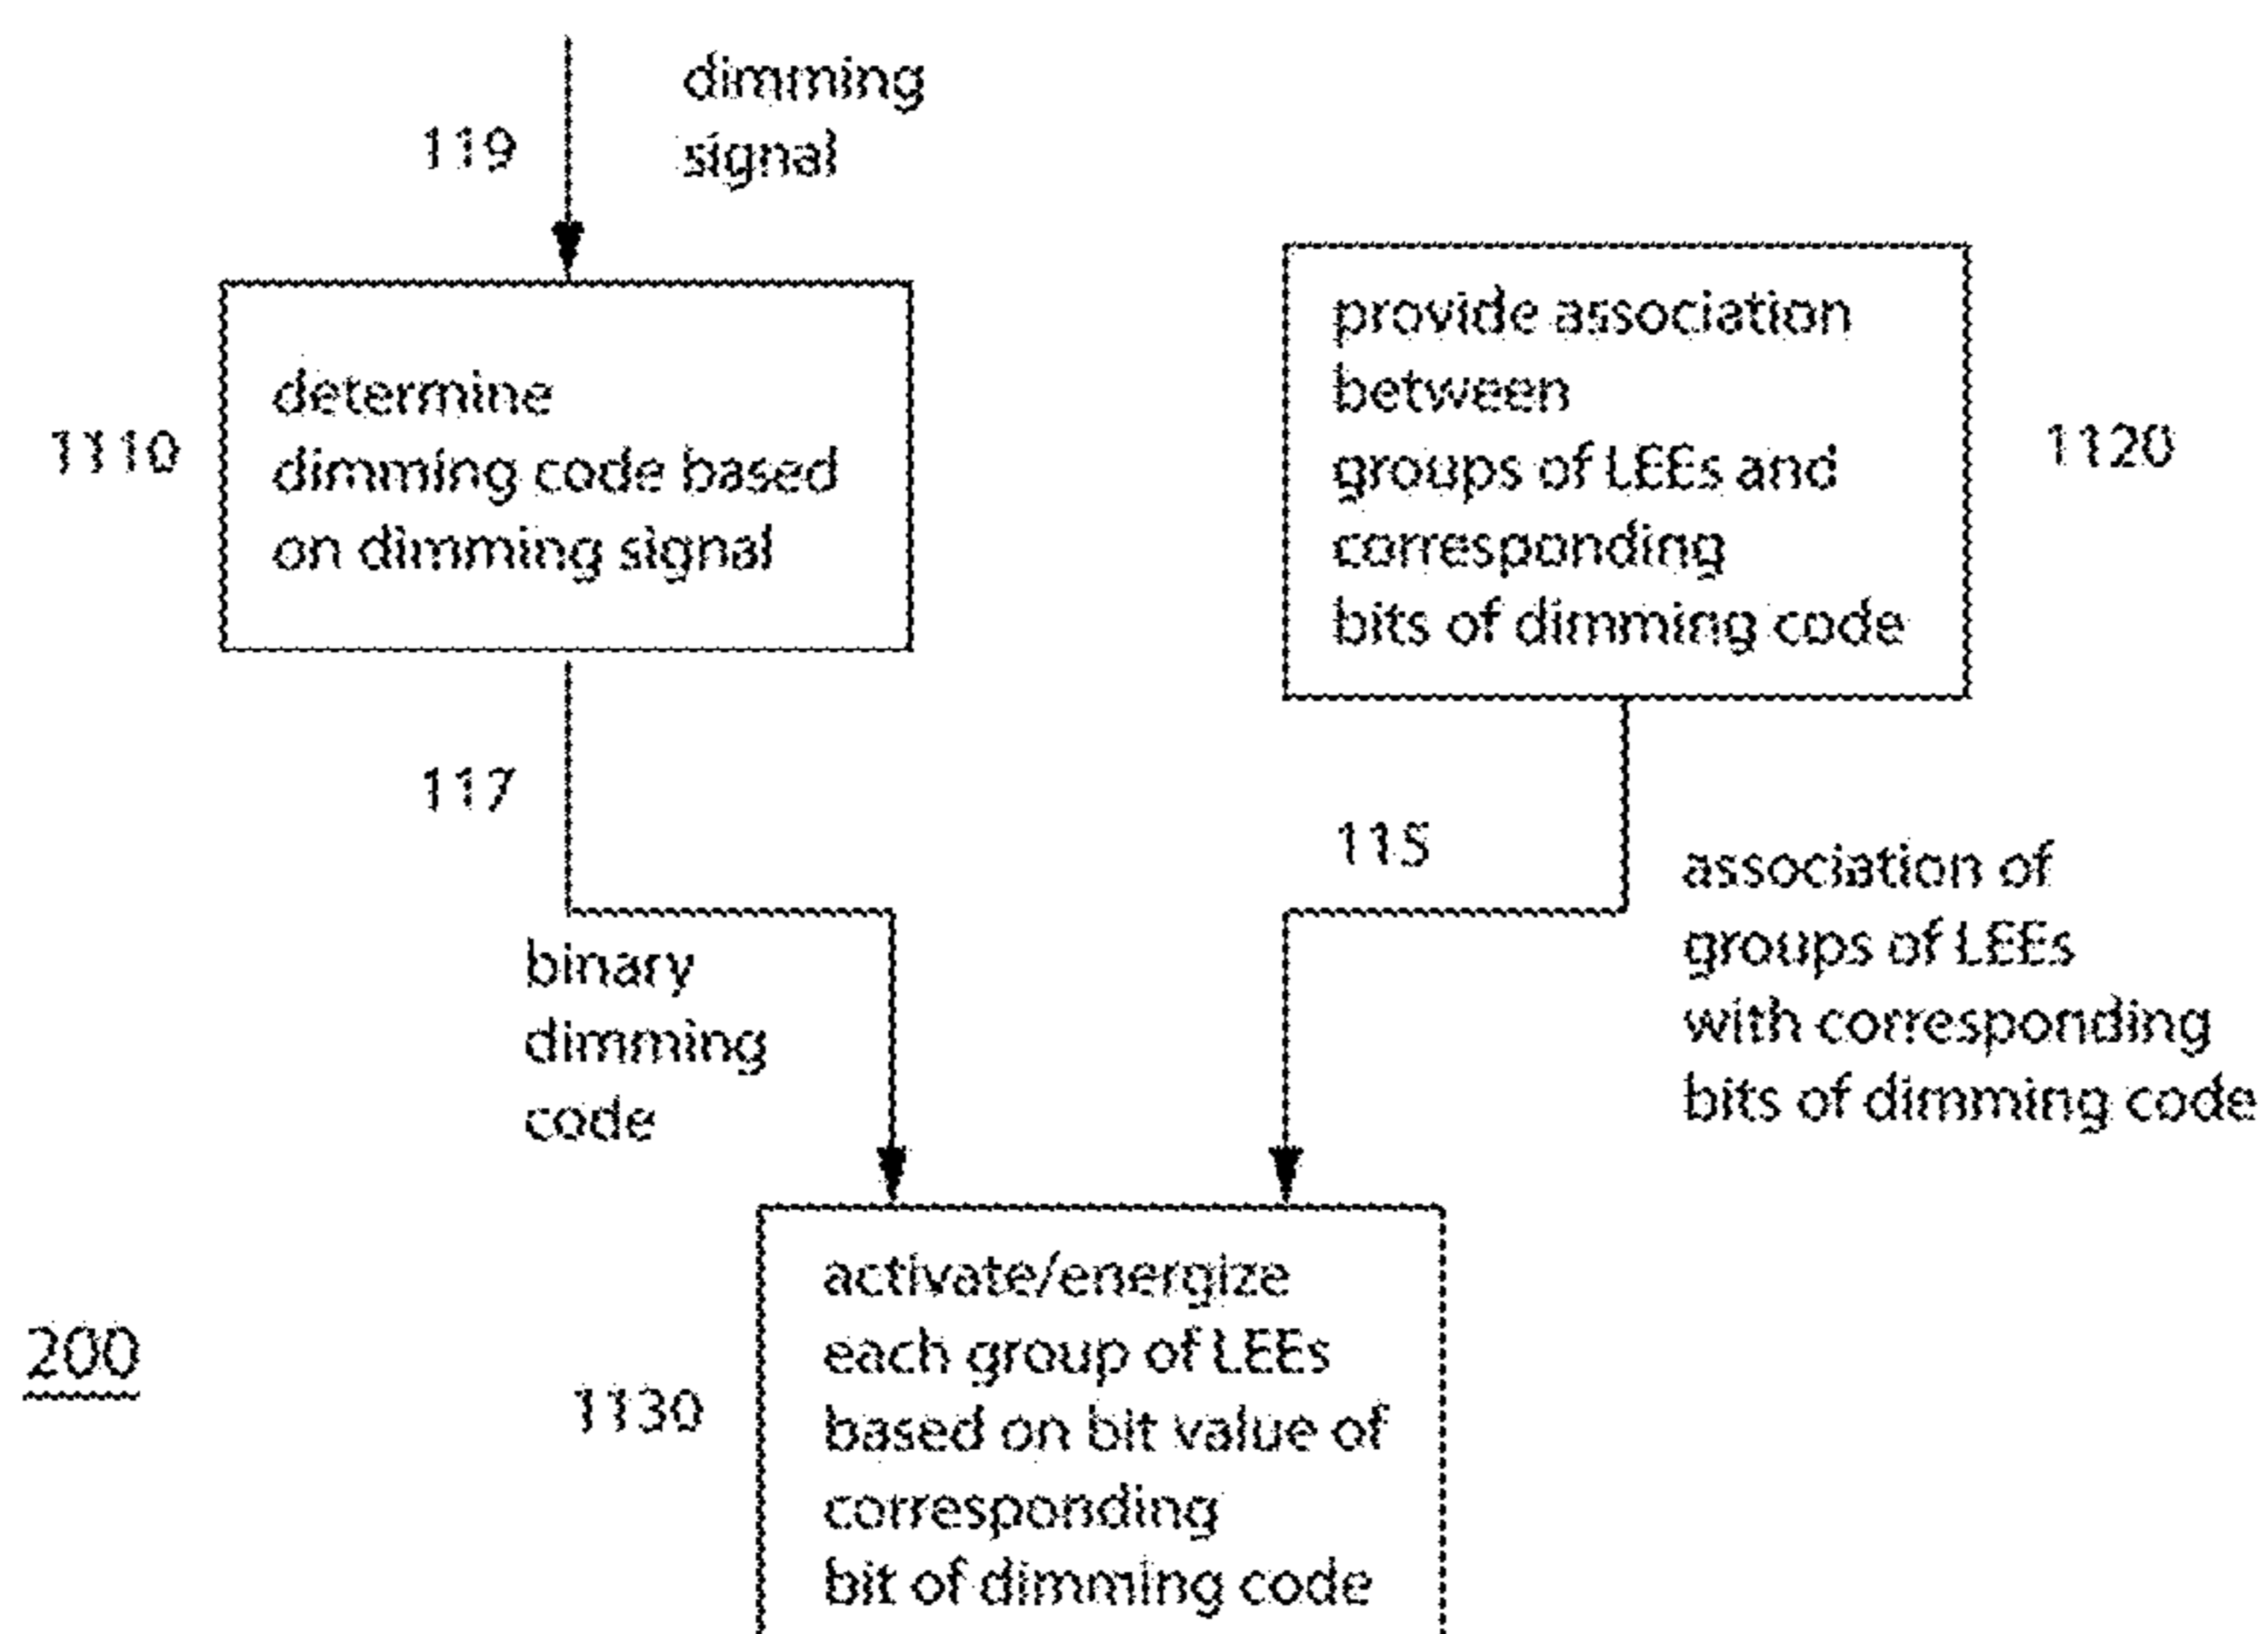 dimming
signal
119
determine
dimming code based
on dimming signal
1110
provide association
between
groups of LEEs and
corresponding
bits of dimming code
1120
117
binary
dimming
code
115
association of
groups of LEEs
with corresponding
bits of dimming code
activate/energize
each group of LEEs
based on bit value of
corresponding
bit of dimming code
1130
200